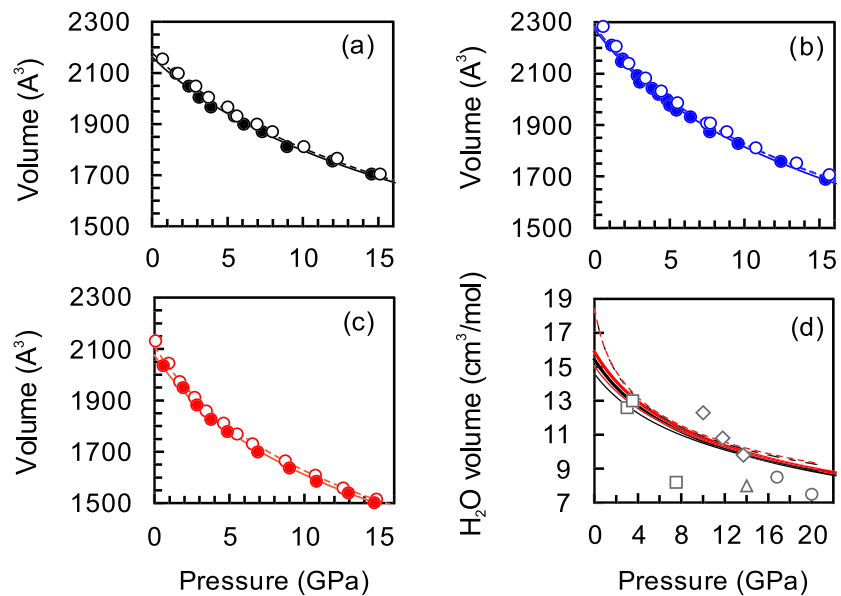 2300
2100
1900
1700
1500
Volume (A³)
(a)
0 5 10 15
2300
2100
1900
1700
1500
Volume (A³)
(b)
0 5 10 15
2300
2100
1900
1700
1500
Volume (A³)
(c)
0 5 10 15
Pressure (GPa)
19
17
15
13
11
9
7
H₂O volume (cm³/mol)
(d)
0 4 8 12 16 20
Pressure (GPa)